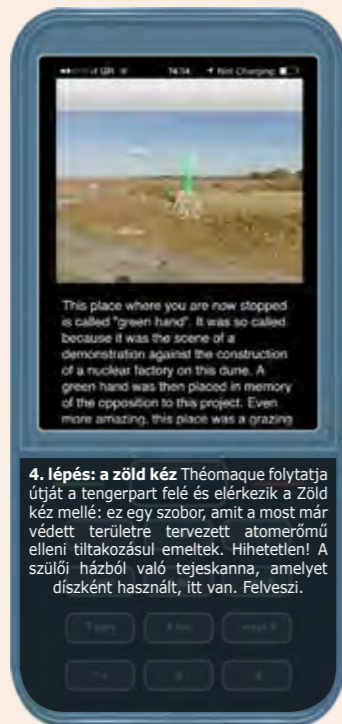 14:14 Not Charging
This place where you are now stopped
is called "green hand". It was so called
because it was the scene of a
demonstration against the construction
of a nuclear factory on this dune. A
green hand was then placed in memory
of the opposition to this project. Even
more amazing, this place was a grazing
4. lépés: a zöld kéz Théomaque folytatja
útját a tengerpart felé és elérkezik a Zöld
kéz mellé: ez egy szobor, amit a most már
védett területre tervezett atomerőmű
elleni tiltakozásul emeltek. Hihetetlen! A
szülői házból való tejeskanna, amelyet
díszként használt, itt van. Felveszi.